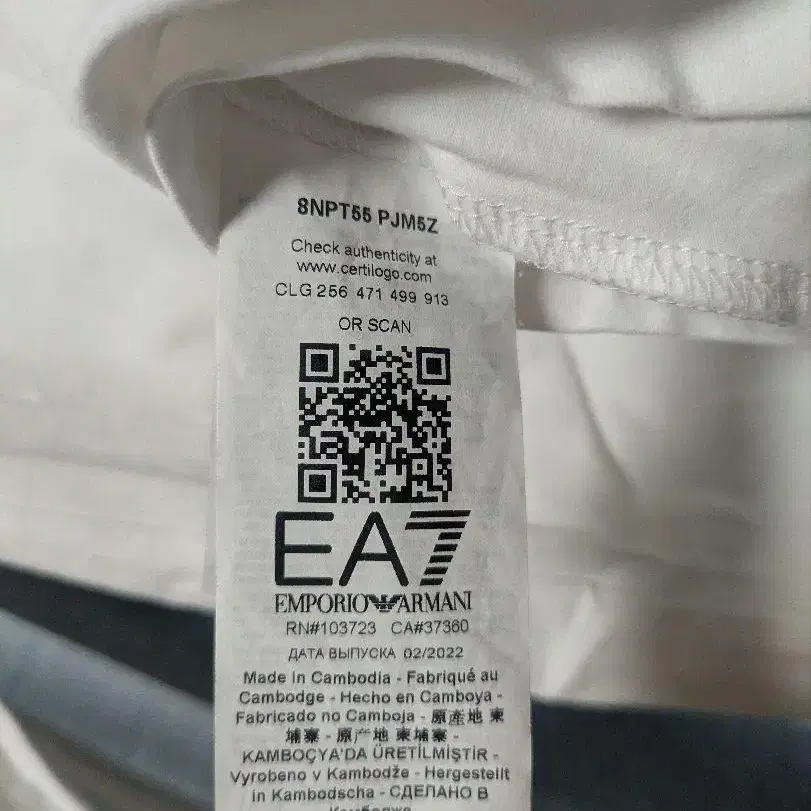 8NPT55 PJM5Z
Check authenticity at
www.certilogo.com
CLG 256 471 499 913
OR SCAN
EA7
EMPORIO ARMANI
RN#103723 CA#37360
ДАТА ВЫПУСКА 02/2022
Made in Cambodia - Fabriqué au
Cambodge - Hecho en Camboya -
Fabricado no Camboja - 原產地 柬
埔寨 - 原产地 柬埔寨 -
KAMBOÇYA'DA ÜRETİLMİŞTİR -
Vyrobeno v Kambodže - Hergestellt
in Kambodscha - СДЕЛАНО В